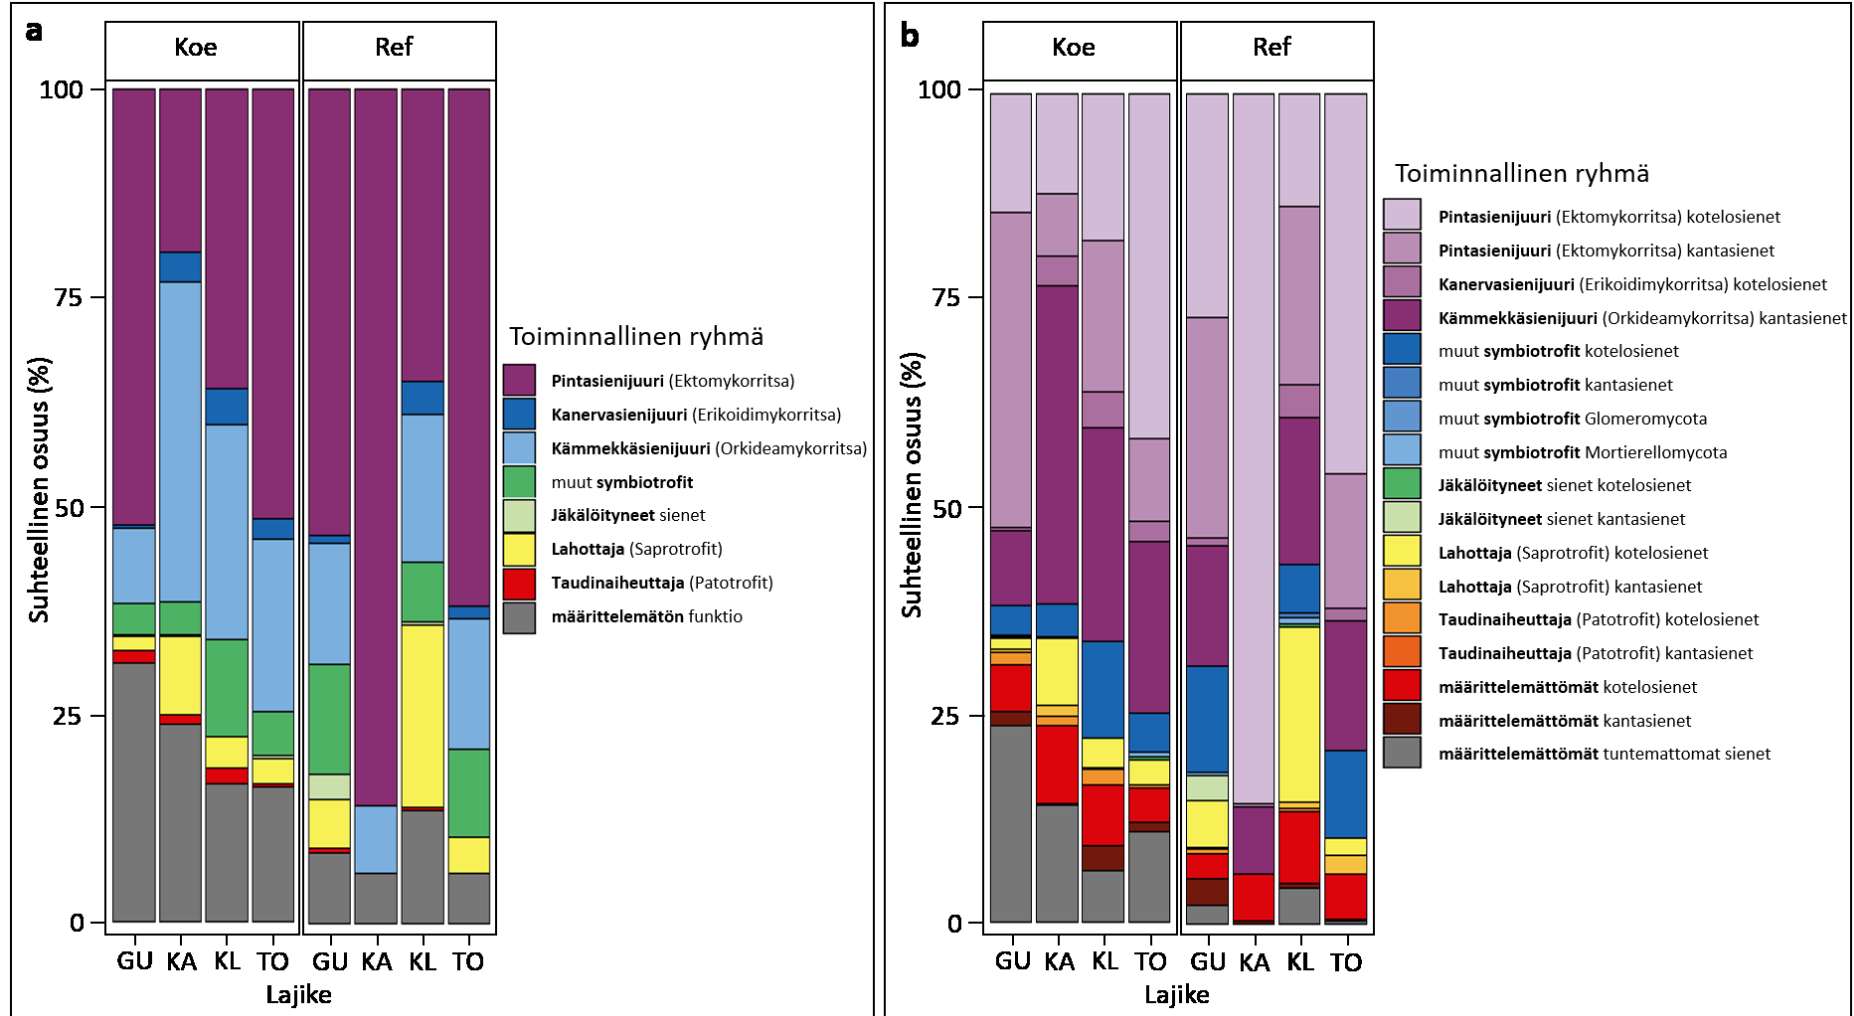 a
Koe Ref
100
75
50
25
0
Suhteellinen osuus (%)
GU KA KL TO GU KA KL TO
Lajike
Toiminnallinen ryhmä
Pintasienijuuri (Ektomykorritsa)
Kanervasienijuuri (Erikoidimykorritsa)
Kämmekkäsienijuuri (Orkideamykorritsa)
muut symbiotrofit
Jäkälöityneet sienet
Lahottaja (Saprotrofit)
Taudinaiheuttaja (Patotrofit)
määrittelemätön funktio
b
Koe Ref
100
75
50
25
0
Suhteellinen osuus (%)
GU KA KL TO GU KA KL TO
Lajike
Toiminnallinen ryhmä
Pintasienijuuri (Ektomykorritsa) kotelosienet
Pintasienijuuri (Ektomykorritsa) kantasienet
Kanervasienijuuri (Erikoidimykorritsa) kotelosienet
Kämmekkäsienijuuri (Orkideamykorritsa) kantasienet
muut symbiotrofit kotelosienet
muut symbiotrofit kantasienet
muut symbiotrofit Glomeromycota
muut symbiotrofit Mortierellomycota
Jäkälöityneet sienet kotelosienet
Jäkälöityneet sienet kantasienet
Lahottaja (Saprotrofit) kotelosienet
Lahottaja (Saprotrofit) kantasienet
Taudinaiheuttaja (Patotrofit) kotelosienet
Taudinaiheuttaja (Patotrofit) kantasienet
määrittelemättömät kotelosienet
määrittelemättömät kantasienet
määrittelemättömät tuntemattomat sienet